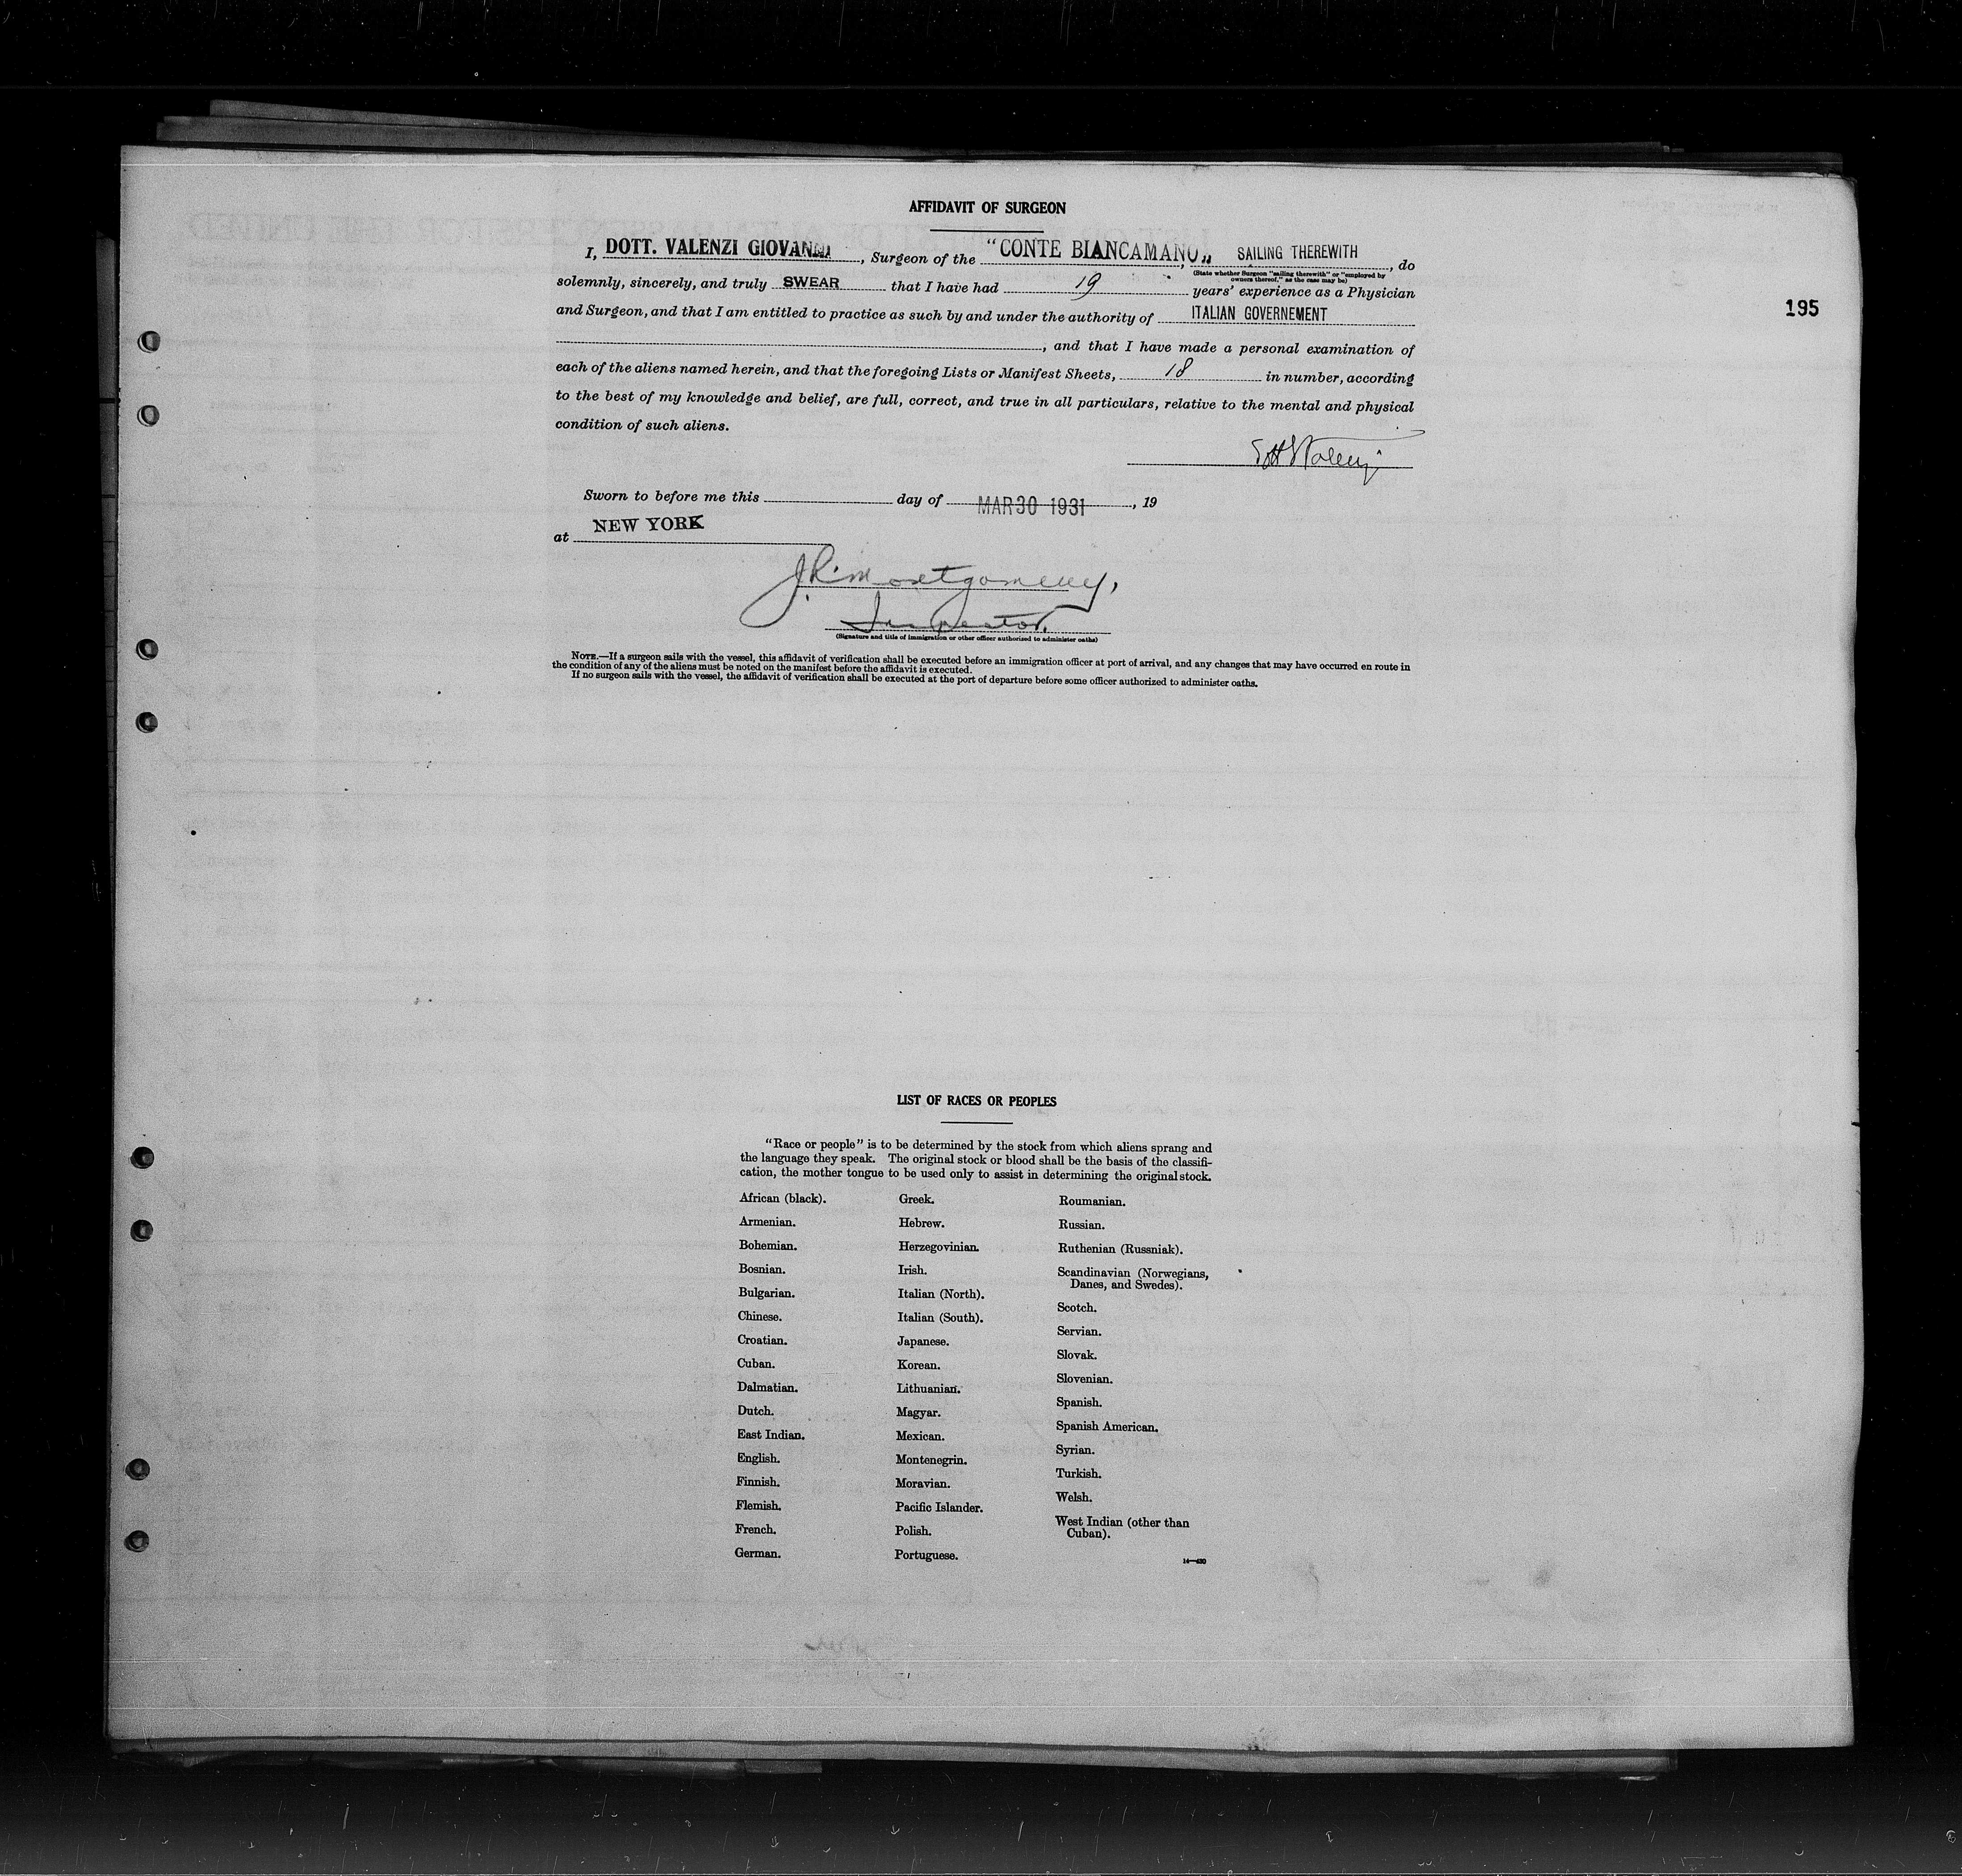 AFFIDAVIT OF SURGEON
I, DOTT. VALENZI GIOVANNI, Surgeon of the "CONTE BIANCAMANO", SAILING THEREWITH, do
(State whether Surgeon "sailing therewith" or "employed by
owners thereof," as the case may be)
solemnly, sincerely, and truly SWEAR that I have had 19 years' experience as a Physician
195
and Surgeon, and that I am entitled to practice as such by and under the authority of ITALIAN GOVERNEMENT
, and that I have made a personal examination of
each of the aliens named herein, and that the foregoing Lists or Manifest Sheets, 18 in number, according
to the best of my knowledge and belief, are full, correct, and true in all particulars, relative to the mental and physical
condition of such aliens.
Valenzi
Sworn to before me this day of MAR 30 1931, 19
at NEW YORK
J.R. Montgomery,
Inspector.
(Signature and title of immigration or other officer authorized to administer oaths)
NOTE.—If a surgeon sails with the vessel, this affidavit of verification shall be executed before an immigration officer at port of arrival, and any changes that may have occurred en route in
the condition of any of the aliens must be noted on the manifest before the affidavit is executed.
If no surgeon sails with the vessel, the affidavit of verification shall be executed at the port of departure before some officer authorized to administer oaths.
LIST OF RACES OR PEOPLES
"Race or people" is to be determined by the stock from which aliens sprang and
the language they speak. The original stock or blood shall be the basis of the classifi-
cation, the mother tongue to be used only to assist in determining the original stock.
African (black).
Armenian.
Bohemian.
Bosnian.
Bulgarian.
Chinese.
Croatian.
Cuban.
Dalmatian.
Dutch.
East Indian.
English.
Finnish.
Flemish.
French.
German.
Greek.
Hebrew.
Herzegovinian.
Irish.
Italian (North).
Italian (South).
Japanese.
Korean.
Lithuanian.
Magyar.
Mexican.
Montenegrin.
Moravian.
Pacific Islander.
Polish.
Portuguese.
Roumanian.
Russian.
Ruthenian (Russniak).
Scandinavian (Norwegians,
Danes, and Swedes).
Scotch.
Servian.
Slovak.
Slovenian.
Spanish.
Spanish American.
Syrian.
Turkish.
Welsh.
West Indian (other than
Cuban).